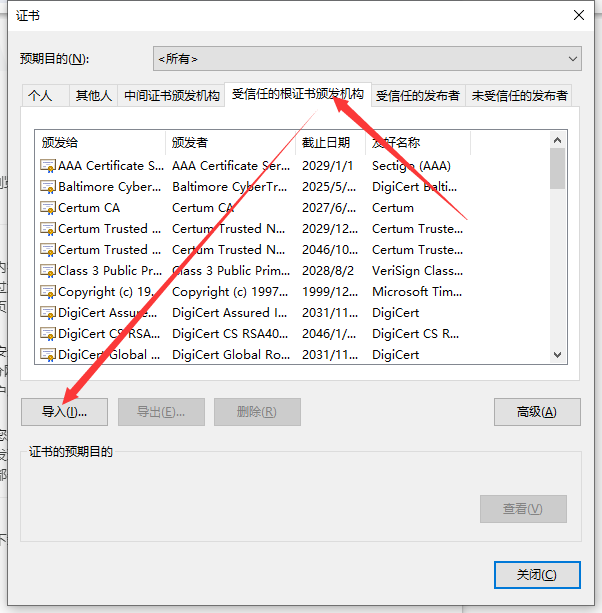 证书
预期目的(N):
<所有>
个人 其他人 中间证书颁发机构 受信任的根证书颁发机构 受信任的发布者 未受信任的发布者
颁发给 颁发者 截止日期 友好名称
AAA Certificate S... AAA Certificate Ser... 2029/1/1 Sectigo (AAA)
Baltimore Cyber... Baltimore CyberTr... 2025/5/... DigiCert Balti...
Certum CA Certum CA 2027/6/... Certum
Certum Trusted ... Certum Trusted N... 2029/12... Certum Truste...
Certum Trusted ... Certum Trusted N... 2046/10... Certum Truste...
Class 3 Public Pr... Class 3 Public Prim... 2028/8/2 VeriSign Class...
Copyright (c) 19... Copyright (c) 1997... 1999/12... Microsoft Tim...
DigiCert Assure... DigiCert Assured I... 2031/11... DigiCert
DigiCert CS RSA... DigiCert CS RSA40... 2046/1/... DigiCert CS R...
DigiCert Global ... DigiCert Global Ro... 2031/11... DigiCert
导入(I)... 导出(E)... 删除(R) 高级(A)
证书的预期目的
查看(V)
关闭(C)